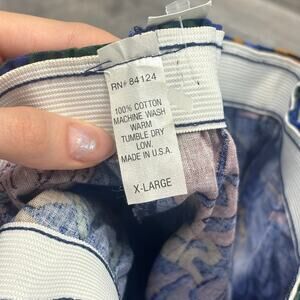 RN# 84124
100% COTTON
MACHINE WASH
WARM
TUMBLE DRY
LOW.
MADE IN U.S.A.
X-LARGE